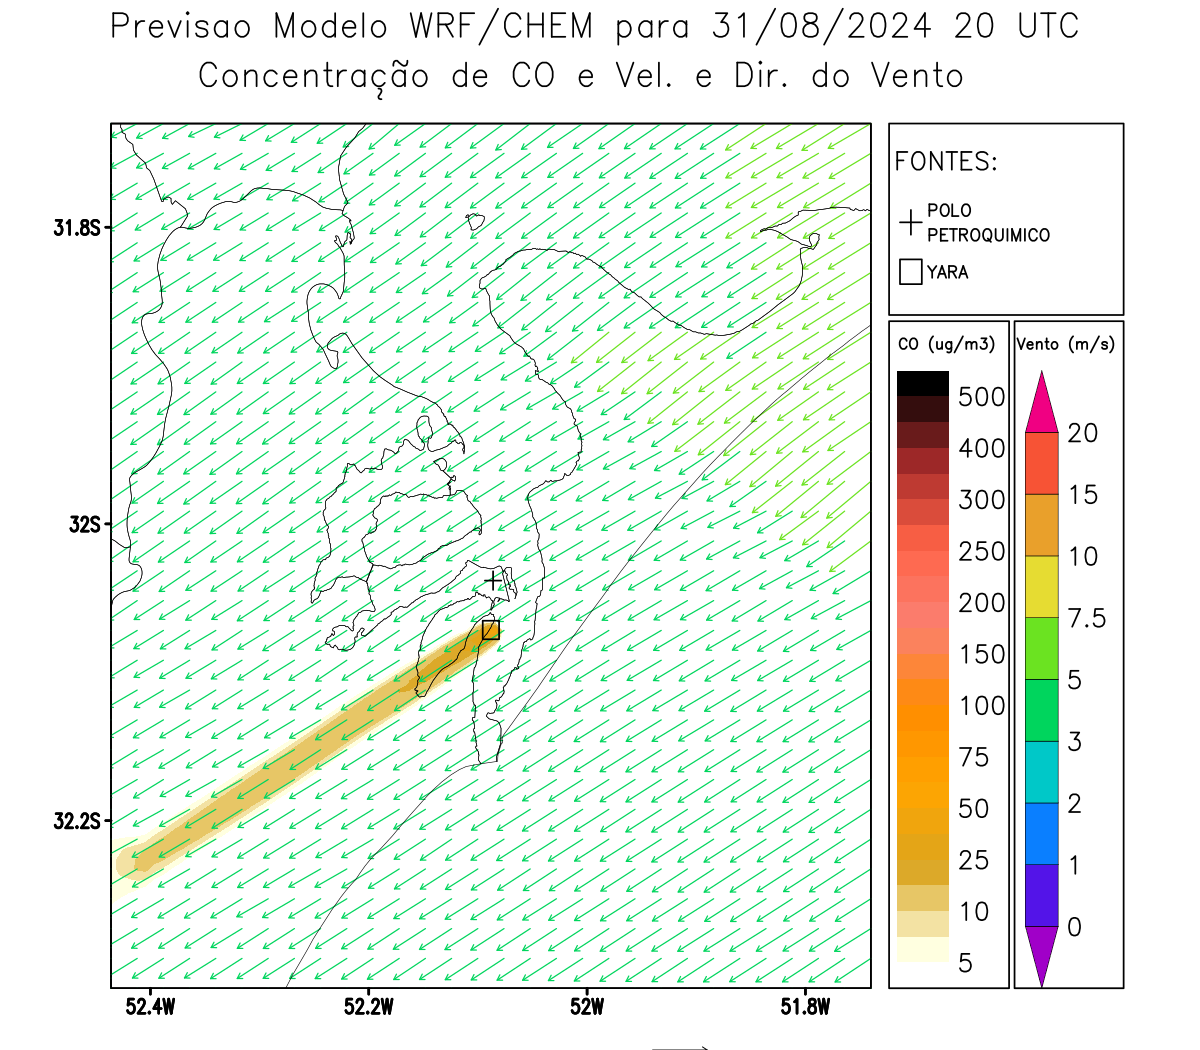 Previsao Modelo WRF/CHEM para 31/08/2024 20 UTC
Concentração de CO e Vel. e Dir. do Vento
FONTES:
POLO
PETROQUIMICO
YARA
CO (ug/m3)
500
400
300
250
200
150
100
75
50
25
10
5
Vento (m/s)
20
15
10
7.5
5
3
2
1
0
31.8S
32S
32.2S
52.4W
52.2W
52W
51.8W